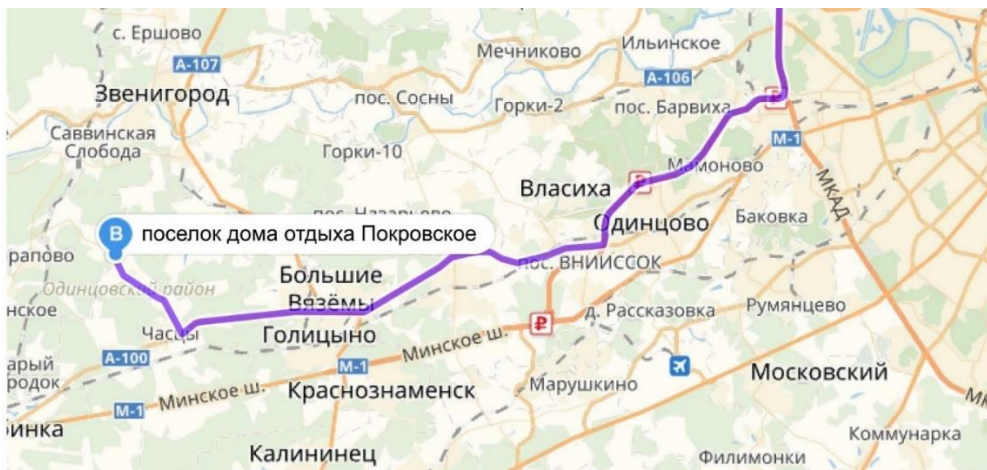 с. Ершово
А-107
Ильинское
Мечниково
А-106
Звенигород
пос. Сосны
Горки-2
пос. Барвиха
₽
М-1
Саввинская
Слобода
Горки-10
Мамоново
₽
Власиха
МКАД
пос. Назарьево
Одинцово
Баковка
В
поселок дома отдыха Покровское
рапово
пос. ВНИИССОК
Большие
Вязёмы
Одинцовский район
нское
д. Рассказовка
Румянцево
Часцы
Голицыно
₽
Минское ш.
А-100
арый
родок
М-1
Краснознаменск
Марушкино
Московский
Минское ш.
М-1
МК
бинка
Коммунарка
Калининец
Филимонки